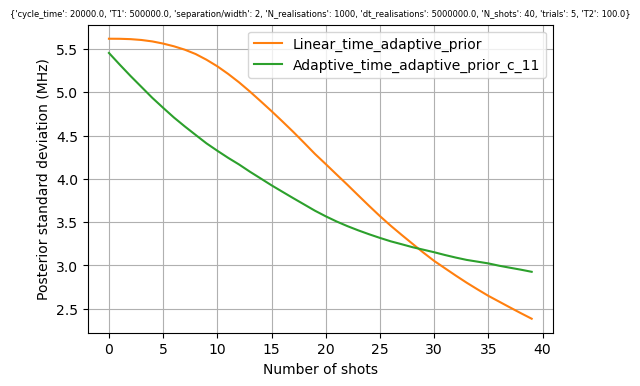 {'cycle_time': 20000.0, 'T1': 500000.0, 'separation/width': 2, 'N_realisations': 1000, 'dt_realisations': 5000000.0, 'N_shots': 40, 'trials': 5, 'T2': 100.0}
Linear_time_adaptive_prior
Adaptive_time_adaptive_prior_c_11
Posterior standard deviation (MHz)
5.5
5.0
4.5
4.0
3.5
3.0
2.5
0 5 10 15 20 25 30 35 40
Number of shots